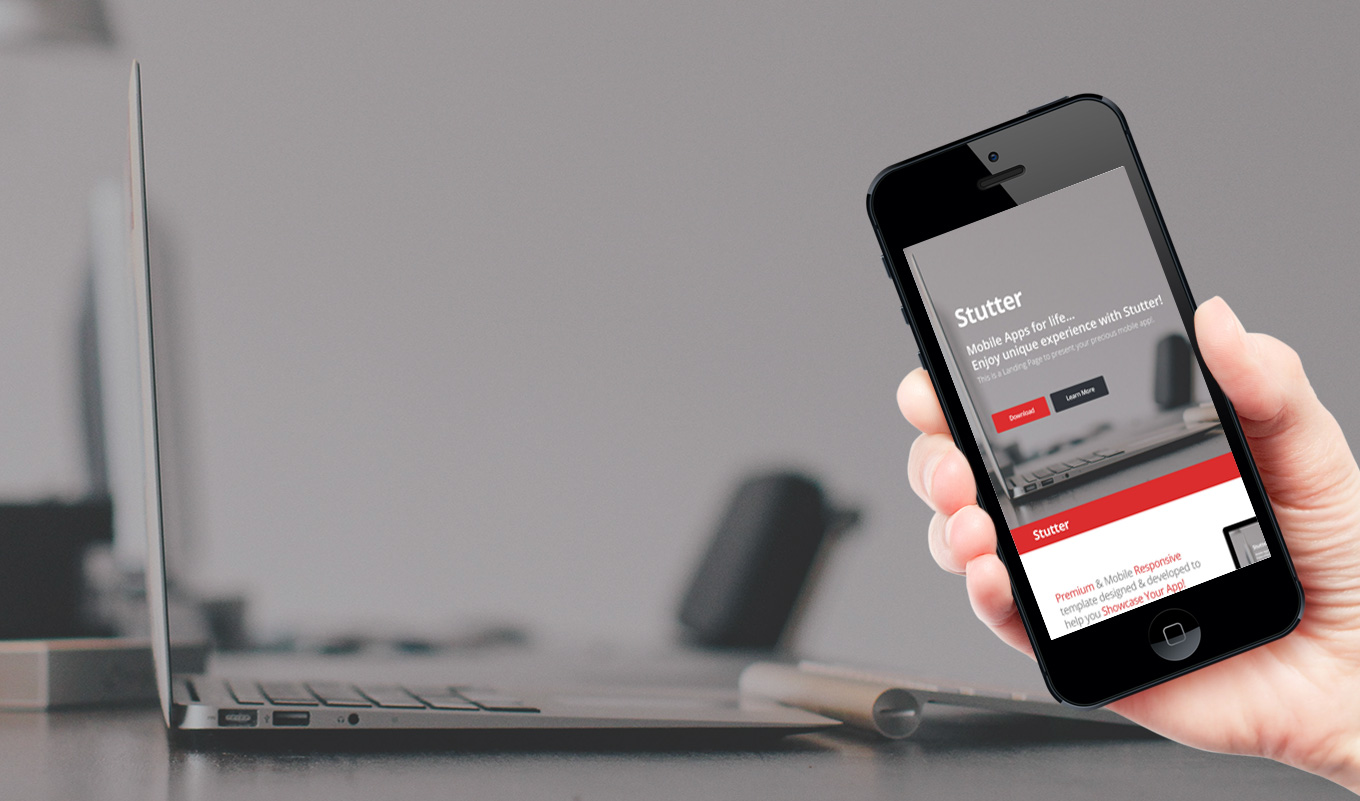 Stutter
Mobile Apps for life...
Enjoy unique experience with Stutter!
This is a Landing Page to present your precious mobile app!
Download
Learn More
Stutter
Premium & Mobile Responsive
template designed & developed to
help you Showcase Your App!